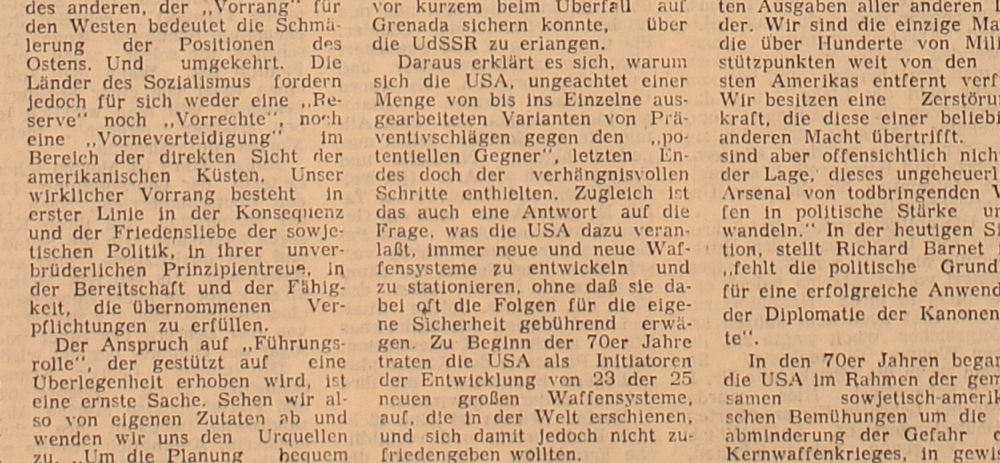 des anderen, der „Vorrang" für
den Westen bedeutet die Schmä-
lerung der Positionen des
Ostens. Und umgekehrt. Die
Länder des Sozialismus fordern
jedoch für sich weder eine „Re-
serve" noch „Vorrechte", noch
eine „Vorneverteidigung" im
Bereich der direkten Sicht der
amerikanischen Küsten. Unser
wirklicher Vorrang besteht in
erster Linie in der Konsequenz
und der Friedensliebe der sowje-
tischen Politik, in ihrer unver-
brüderlichen Prinzipientreue, in
der Bereitschaft und der Fähig-
keit, die übernommenen Ver-
pflichtungen zu erfüllen.
Der Anspruch auf „Führungs-
rolle", der gestützt auf eine
Überlegenheit erhoben wird, ist
eine ernste Sache. Sehen wir al-
so von eigenen Zutaten ab und
wenden wir uns den Urquellen
zu. „Um die Planung bequem
vor kurzem beim Überfall auf
Grenada sichern konnte, über
die UdSSR zu erlangen.
Daraus erklärt es sich, warum
sich die USA, ungeachtet einer
Menge von bis ins Einzelne aus-
gearbeiteten Varianten von Prä-
ventivschlägen gegen den „po-
tentiellen Gegner", letzten En-
des doch der verhängnisvollen
Schritte enthielten. Zugleich ist
das auch eine Antwort auf die
Frage, was die USA dazu veran-
laßt, immer neue und neue Waf-
fensysteme zu entwickeln und
zu stationieren, ohne daß sie da-
bei oft die Folgen für die eige-
ne Sicherheit gebührend erwä-
gen. Zu Beginn der 70er Jahre
traten die USA als Initiatoren
der Entwicklung von 23 der 25
neuen großen Waffensysteme,
auf, die in der Welt erschienen,
und sich damit jedoch nicht zu-
friedengeben wollten.
ten Ausgaben aller anderen
der. Wir sind die einzige Ma
die über Hunderte von Mili
stützpunkten weit von den
sten Amerikas entfernt verf
Wir besitzen eine Zerstöru
kraft, die diese einer beliebi
anderen Macht übertrifft.
sind aber offensichtlich nich
der Lage, dieses ungeheuerl
Arsenal von todbringenden
fen in politische Stärke u
wandeln." In der heutigen Si
tion, stellt Richard Barnet
„fehlt die politische Grund
für eine erfolgreiche Anwend
der Diplomatie der Kanonen
te".
In den 70er Jahren began
die USA im Rahmen der gem
samen sowjetisch-amerik
schen Bemühungen um die
abminderung der Gefahr
Kernwaffenkrieges, in gewis